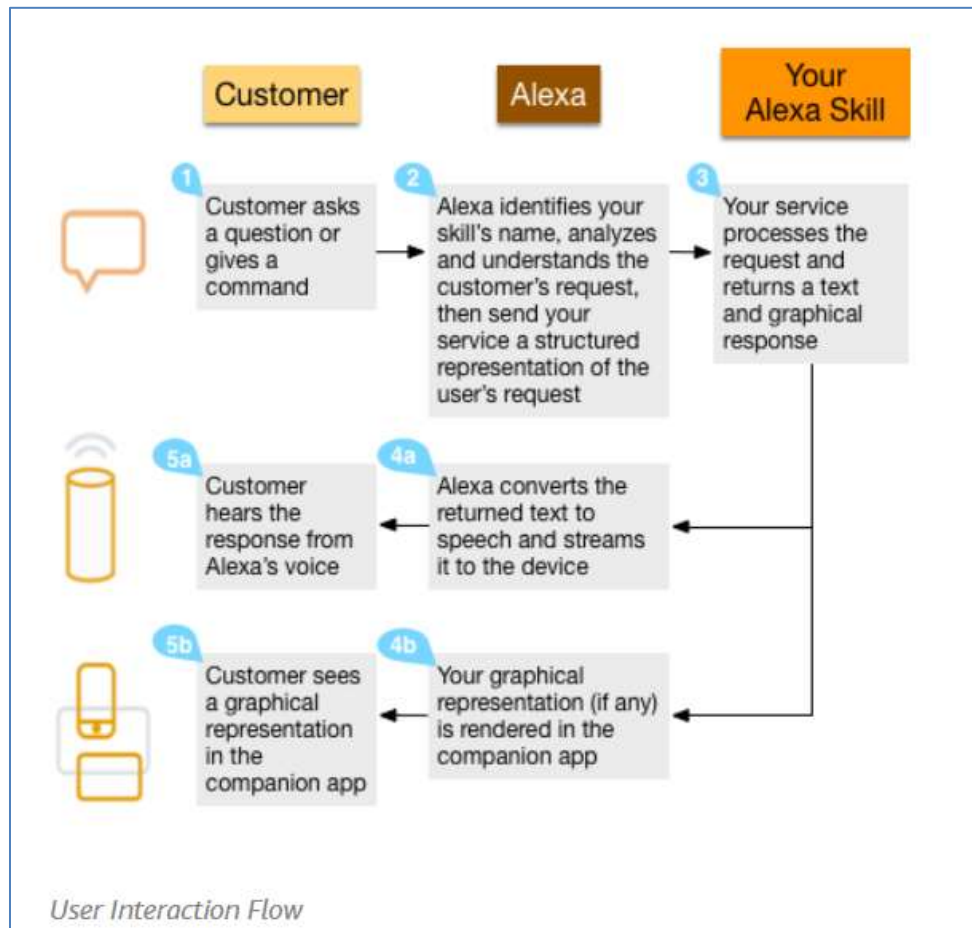 Customer
Alexa
Your
Alexa Skill
1
Customer asks
a question or
gives a
command
2
Alexa identifies your
skill's name, analyzes
and understands the
customer's request,
then send your
service a structured
representation of the
user's request
3
Your service
processes the
request and
returns a text
and graphical
response
5a
Customer
hears the
response from
Alexa's voice
4a
Alexa converts the
returned text to
speech and streams
it to the device
5b
Customer sees
a graphical
representation
in the
companion app
4b
Your graphical
representation (if any)
is rendered in the
companion app
User Interaction Flow